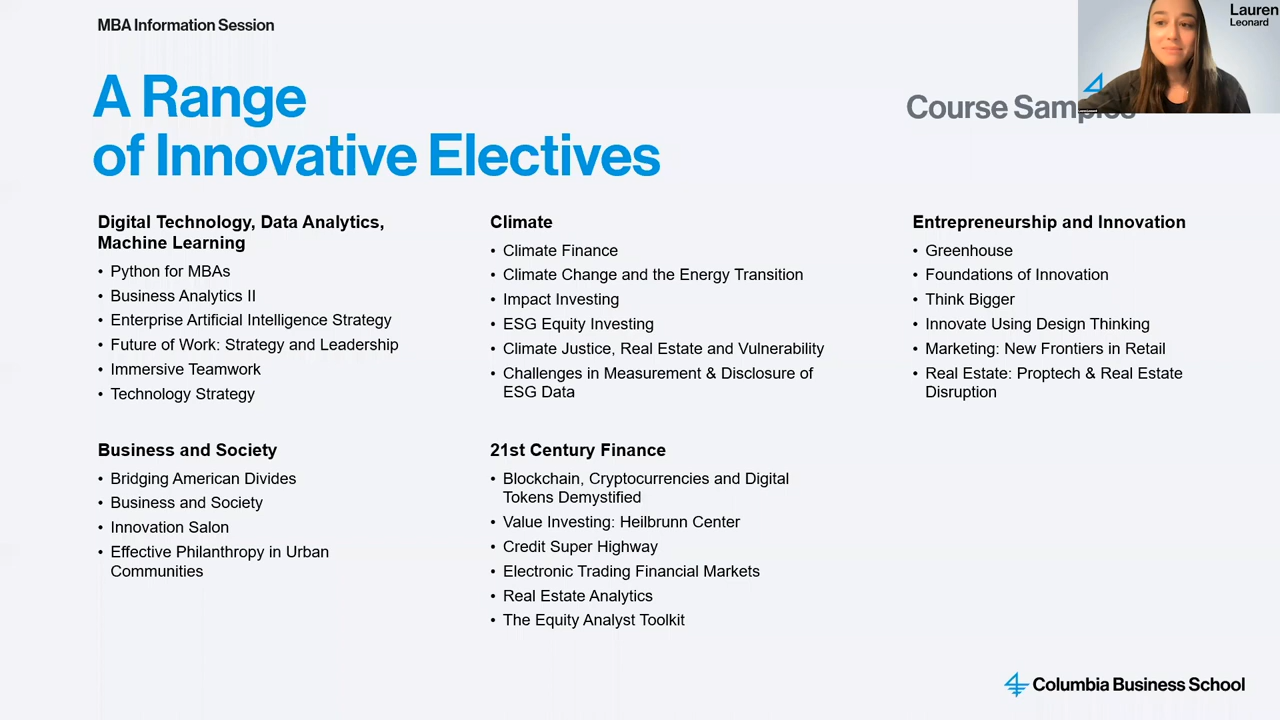 MBA Information Session
Lauren
Leonard
A Range
of Innovative Electives
Course Samples
Digital Technology, Data Analytics,
Machine Learning
• Python for MBAs
• Business Analytics II
• Enterprise Artificial Intelligence Strategy
• Future of Work: Strategy and Leadership
• Immersive Teamwork
• Technology Strategy
Climate
• Climate Finance
• Climate Change and the Energy Transition
• Impact Investing
• ESG Equity Investing
• Climate Justice, Real Estate and Vulnerability
• Challenges in Measurement & Disclosure of
ESG Data
Entrepreneurship and Innovation
• Greenhouse
• Foundations of Innovation
• Think Bigger
• Innovate Using Design Thinking
• Marketing: New Frontiers in Retail
• Real Estate: Proptech & Real Estate
Disruption
Business and Society
• Bridging American Divides
• Business and Society
• Innovation Salon
• Effective Philanthropy in Urban
Communities
21st Century Finance
• Blockchain, Cryptocurrencies and Digital
Tokens Demystified
• Value Investing: Heilbrunn Center
• Credit Super Highway
• Electronic Trading Financial Markets
• Real Estate Analytics
• The Equity Analyst Toolkit
Columbia Business School